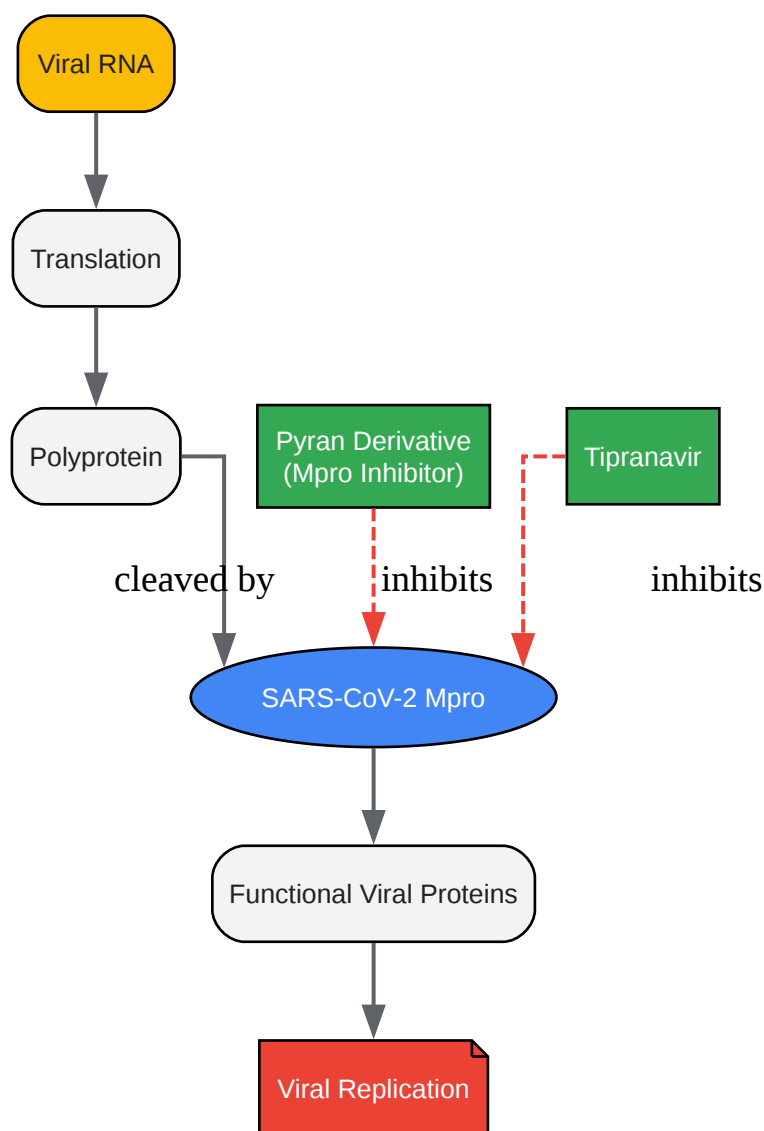 Viral RNA
Translation
Polyprotein
Pyran Derivative
(Mpro Inhibitor)
Tipranavir
cleaved by
inhibits
inhibits
SARS-CoV-2 Mpro
Functional Viral Proteins
Viral Replication